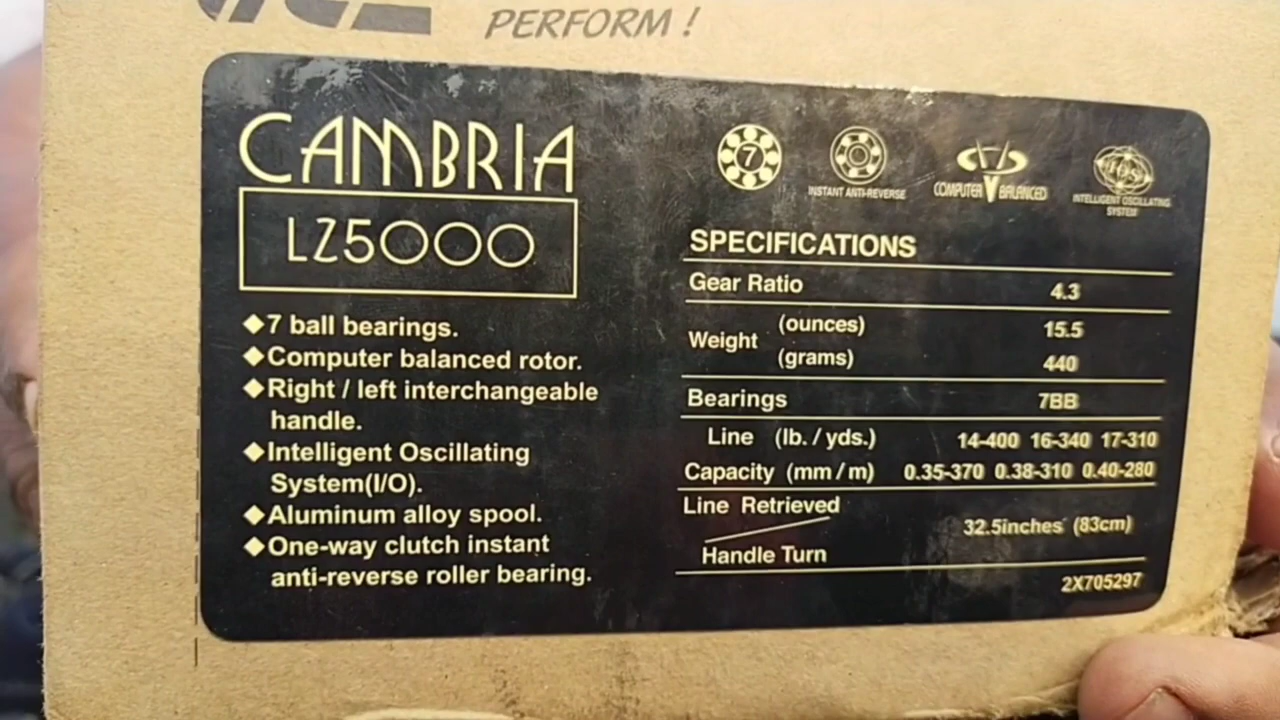 PERFORM !
CAMBRIA
LZ5000
◆7 ball bearings.
◆Computer balanced rotor.
◆Right / left interchangeable
handle.
◆Intelligent Oscillating
System(I/O).
◆Aluminum alloy spool.
◆One-way clutch instant
anti-reverse roller bearing.
7
INSTANT ANTI-REVERSE
COMPUTER BALANCED
INTELLIGENT OSCILLATING
SYSTEM
SPECIFICATIONS
Gear Ratio 4.3
Weight (ounces) 15.5
(grams) 440
Bearings 7BB
Line (lb. / yds.) 14-400 16-340 17-310
Capacity (mm / m) 0.35-370 0.38-310 0.40-280
Line Retrieved
32.5inches (83cm)
Handle Turn
2X705297